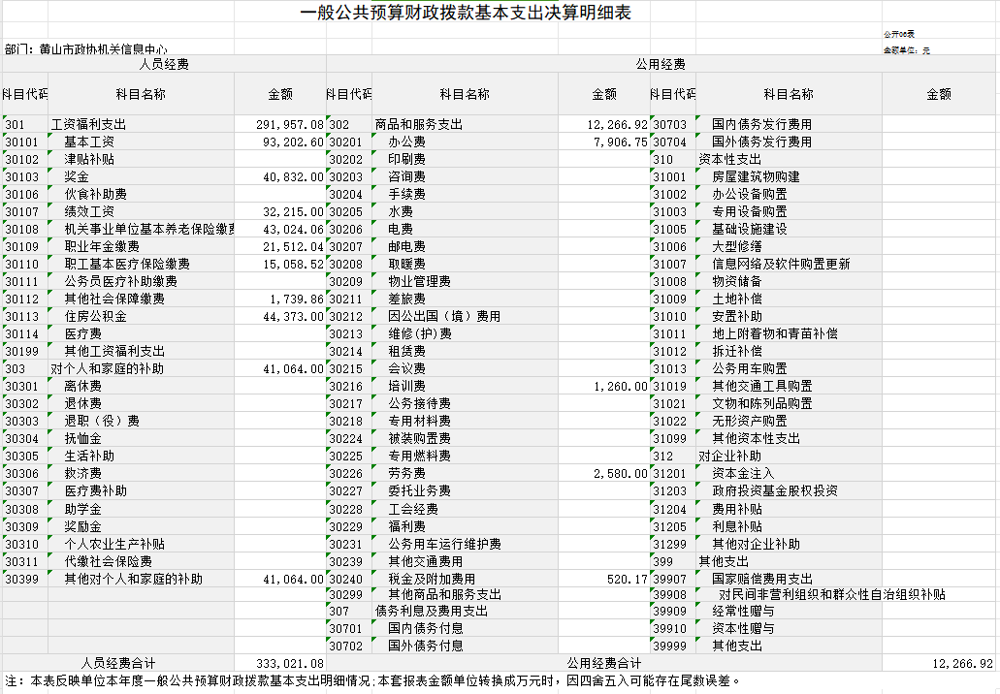 一般公共预算财政拨款基本支出决算明细表
公开06表
部门：黄山市政协机关信息中心 金额单位：元
人员经费 公用经费
科目代码 科目名称 金额 科目代码 科目名称 金额 科目代码 科目名称 金额
301 工资福利支出 291,957.08 302 商品和服务支出 12,266.92 30703 国内债务发行费用
30101 基本工资 93,202.60 30201 办公费 7,906.75 30704 国外债务发行费用
30102 津贴补贴 30202 印刷费 310 资本性支出
30103 奖金 40,832.00 30203 咨询费 31001 房屋建筑物购建
30106 伙食补助费 30204 手续费 31002 办公设备购置
30107 绩效工资 32,215.00 30205 水费 31003 专用设备购置
30108 机关事业单位基本养老保险缴费 43,024.06 30206 电费 31005 基础设施建设
30109 职业年金缴费 21,512.04 30207 邮电费 31006 大型修缮
30110 职工基本医疗保险缴费 15,058.52 30208 取暖费 31007 信息网络及软件购置更新
30111 公务员医疗补助缴费 30209 物业管理费 31008 物资储备
30112 其他社会保障缴费 1,739.86 30211 差旅费 31009 土地补偿
30113 住房公积金 44,373.00 30212 因公出国（境）费用 31010 安置补助
30114 医疗费 30213 维修(护)费 31011 地上附着物和青苗补偿
30199 其他工资福利支出 30214 租赁费 31012 拆迁补偿
303 对个人和家庭的补助 41,064.00 30215 会议费 31013 公务用车购置
30301 离休费 30216 培训费 1,260.00 31019 其他交通工具购置
30302 退休费 30217 公务接待费 31021 文物和陈列品购置
30303 退职（役）费 30218 专用材料费 31022 无形资产购置
30304 抚恤金 30224 被装购置费 31099 其他资本性支出
30305 生活补助 30225 专用燃料费 312 对企业补助
30306 救济费 30226 劳务费 2,580.00 31201 资本金注入
30307 医疗费补助 30227 委托业务费 31203 政府投资基金股权投资
30308 助学金 30228 工会经费 31204 费用补贴
30309 奖励金 30229 福利费 31205 利息补贴
30310 个人农业生产补贴 30231 公务用车运行维护费 31299 其他对企业补助
30311 代缴社会保险费 30239 其他交通费用 399 其他支出
30399 其他对个人和家庭的补助 41,064.00 30240 税金及附加费用 520.17 39907 国家赔偿费用支出
30299 其他商品和服务支出 39908 对民间非营利组织和群众性自治组织补贴
307 债务利息及费用支出 39909 经常性赠与
30701 国内债务付息 39910 资本性赠与
30702 国外债务付息 39999 其他支出
人员经费合计 333,021.08 公用经费合计 12,266.92
注：本表反映单位本年度一般公共预算财政拨款基本支出明细情况;本套报表金额单位转换成万元时，因四舍五入可能存在尾数误差。